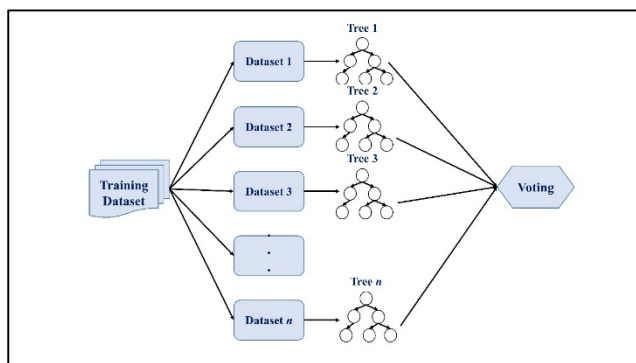 Tree 1
Dataset 1
Tree 2
Dataset 2
Tree 3
Training
Dataset
Dataset 3
Voting
.
.
.
Tree n
Dataset n